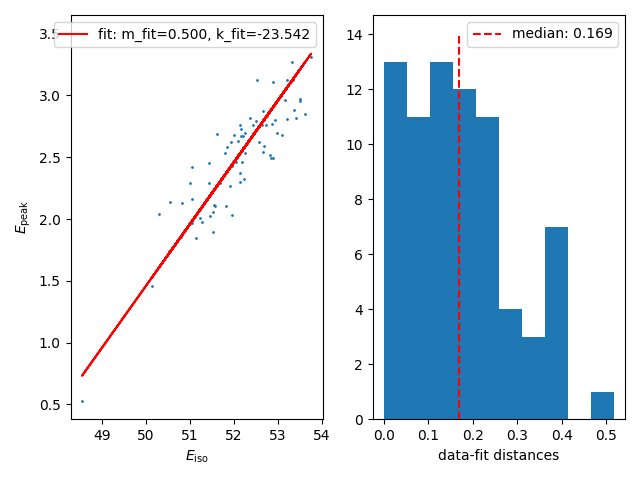 3.5
3.0
2.5
2.0
1.5
1.0
0.5
E_peak
49 50 51 52 53 54
E_iso
fit: m_fit=0.500, k_fit=-23.542
14
12
10
8
6
4
2
0
0.0 0.1 0.2 0.3 0.4 0.5
data-fit distances
median: 0.169